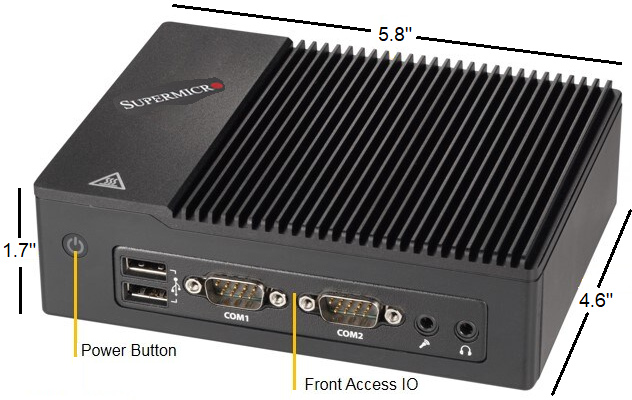 5.8"
SUPERMICRO
1.7"
4.6"
COM1
COM2
Power Button
Front Access IO